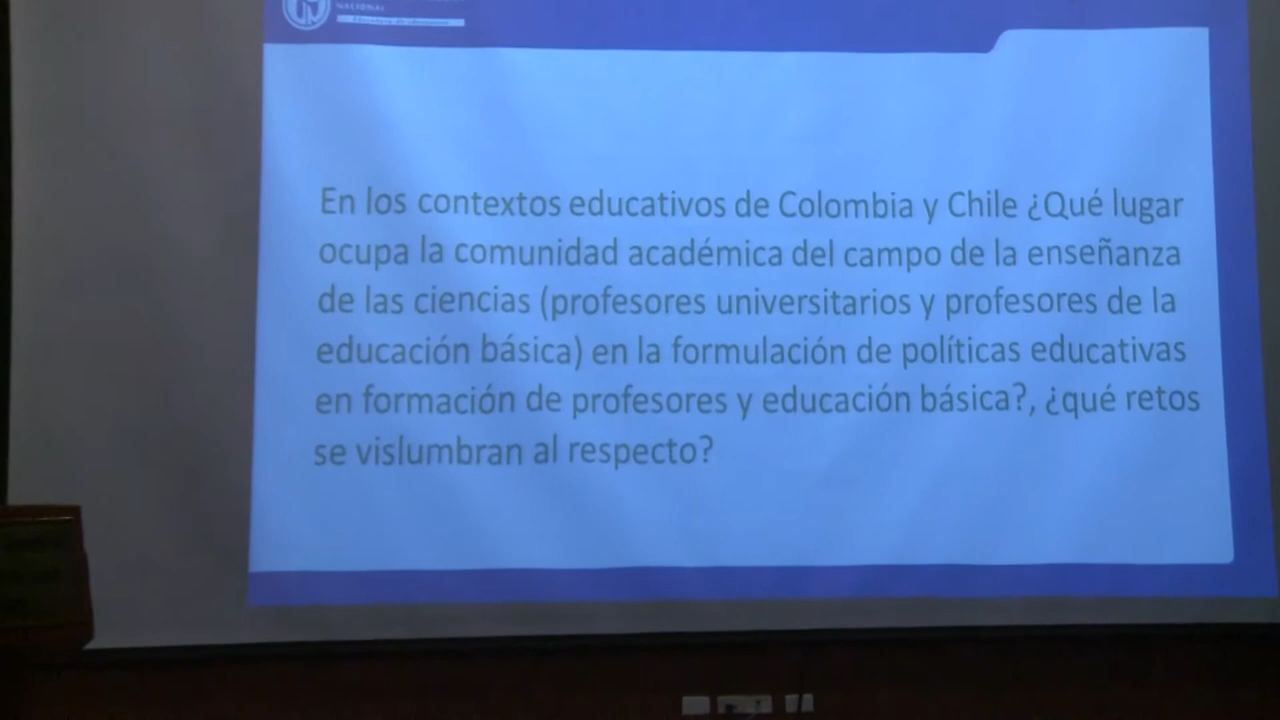 NACIONAL
En los contextos educativos de Colombia y Chile ¿Qué lugar
ocupa la comunidad académica del campo de la enseñanza
de las ciencias (profesores universitarios y profesores de la
educación básica) en la formulación de políticas educativas
en formación de profesores y educación básica?, ¿qué retos
se vislumbran al respecto?